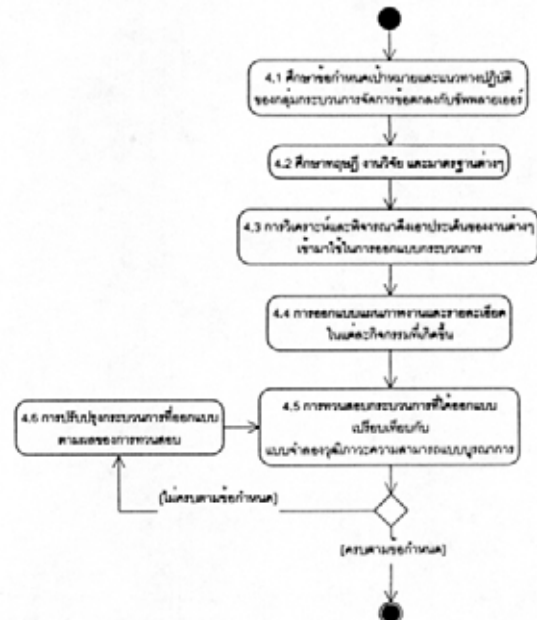 4.1 ศึกษาข้อกำหนดเป้าหมายและแนวทางปฏิบัติ
ของกลุ่มกระบวนการจัดการข้อตกลงกับซัพพลายเออร์
4.2 ศึกษาทฤษฎี งานวิจัย และมาตรฐานต่างๆ
4.3 การวิเคราะห์และพิจารณาดึงเอาประเด็นของงานต่างๆ
เข้ามาใช้ในการออกแบบกระบวนการ
4.4 การออกแบบแผนภาพงานและรายละเอียด
ในแต่ละกิจกรรมที่เกิดขึ้น
4.5 การทวนสอบกระบวนการที่ได้ออกแบบ
เปรียบเทียบกับ
แบบจำลองวุฒิภาวะความสามารถแบบบูรณาการ
4.6 การปรับปรุงกระบวนการที่ออกแบบ
ตามผลของการทวนสอบ
[ไม่ครบตามข้อกำหนด]
[ครบตามข้อกำหนด]